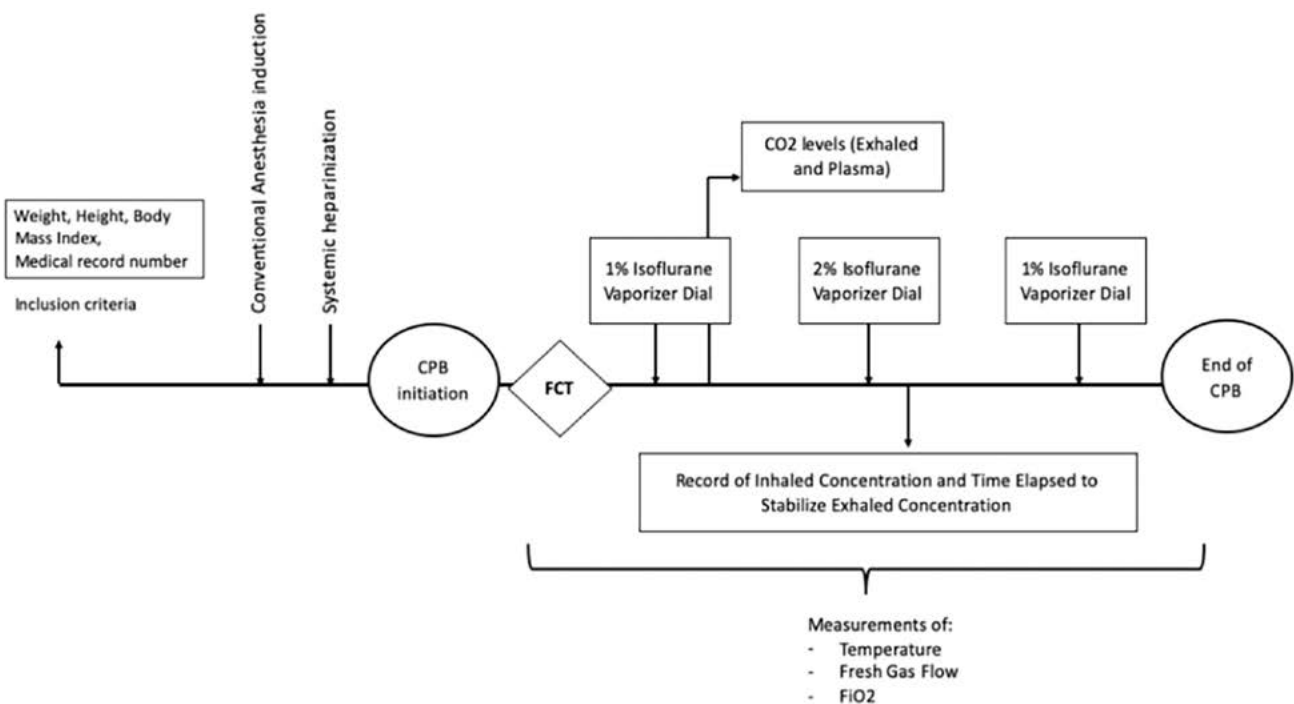 Conventional Anesthesia induction
Systemic heparinization
Weight, Height, Body
Mass Index,
Medical record number
Inclusion criteria
CPB
initiation
FCT
1% Isoflurane
Vaporizer Dial
CO2 levels (Exhaled
and Plasma)
2% Isoflurane
Vaporizer Dial
1% Isoflurane
Vaporizer Dial
End of
CPB
Record of Inhaled Concentration and Time Elapsed to
Stabilize Exhaled Concentration
Measurements of:
- Temperature
- Fresh Gas Flow
- FiO2